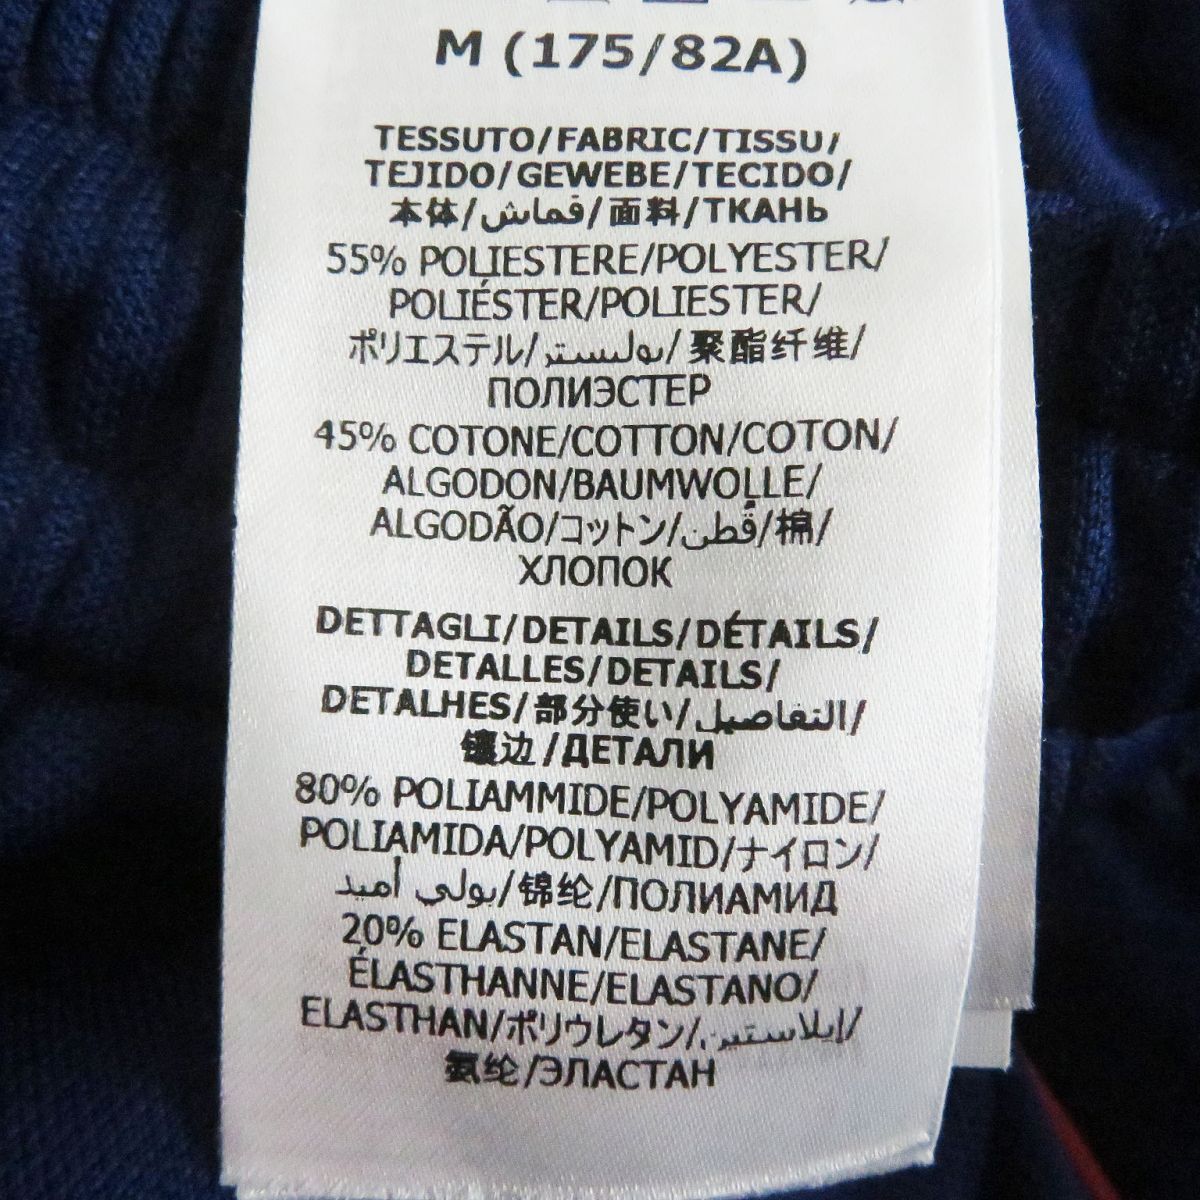 M (175/82A)
TESSUTO/FABRIC/TISSU/
TEJIDO/GEWEBE/TECIDO/
本体/قماش/面料/ТКАНЬ
55% POLIESTERE/POLYESTER/
POLIÉSTER/POLIESTER/
ポリエステル/بوليستر/聚酯纤维/
ПОЛИЭСТЕР
45% COTONE/COTTON/COTON/
ALGODON/BAUMWOLLE/
ALGODÃO/コットン/قطن/棉/
ХЛОПОК
DETTAGLI/DETAILS/DÉTAILS/
DETALLES/DETAILS/
DETALHES/部分使い/التفاصيل/
镶边/ДЕТАЛИ
80% POLIAMMIDE/POLYAMIDE/
POLIAMIDA/POLYAMID/ナイロン/
بولي أميد/锦纶/ПОЛИАМИД
20% ELASTAN/ELASTANE/
ÉLASTHANNE/ELASTANO/
ELASTHAN/ポリウレタン/إيلاستين/
氨纶/ЭЛАСТАН